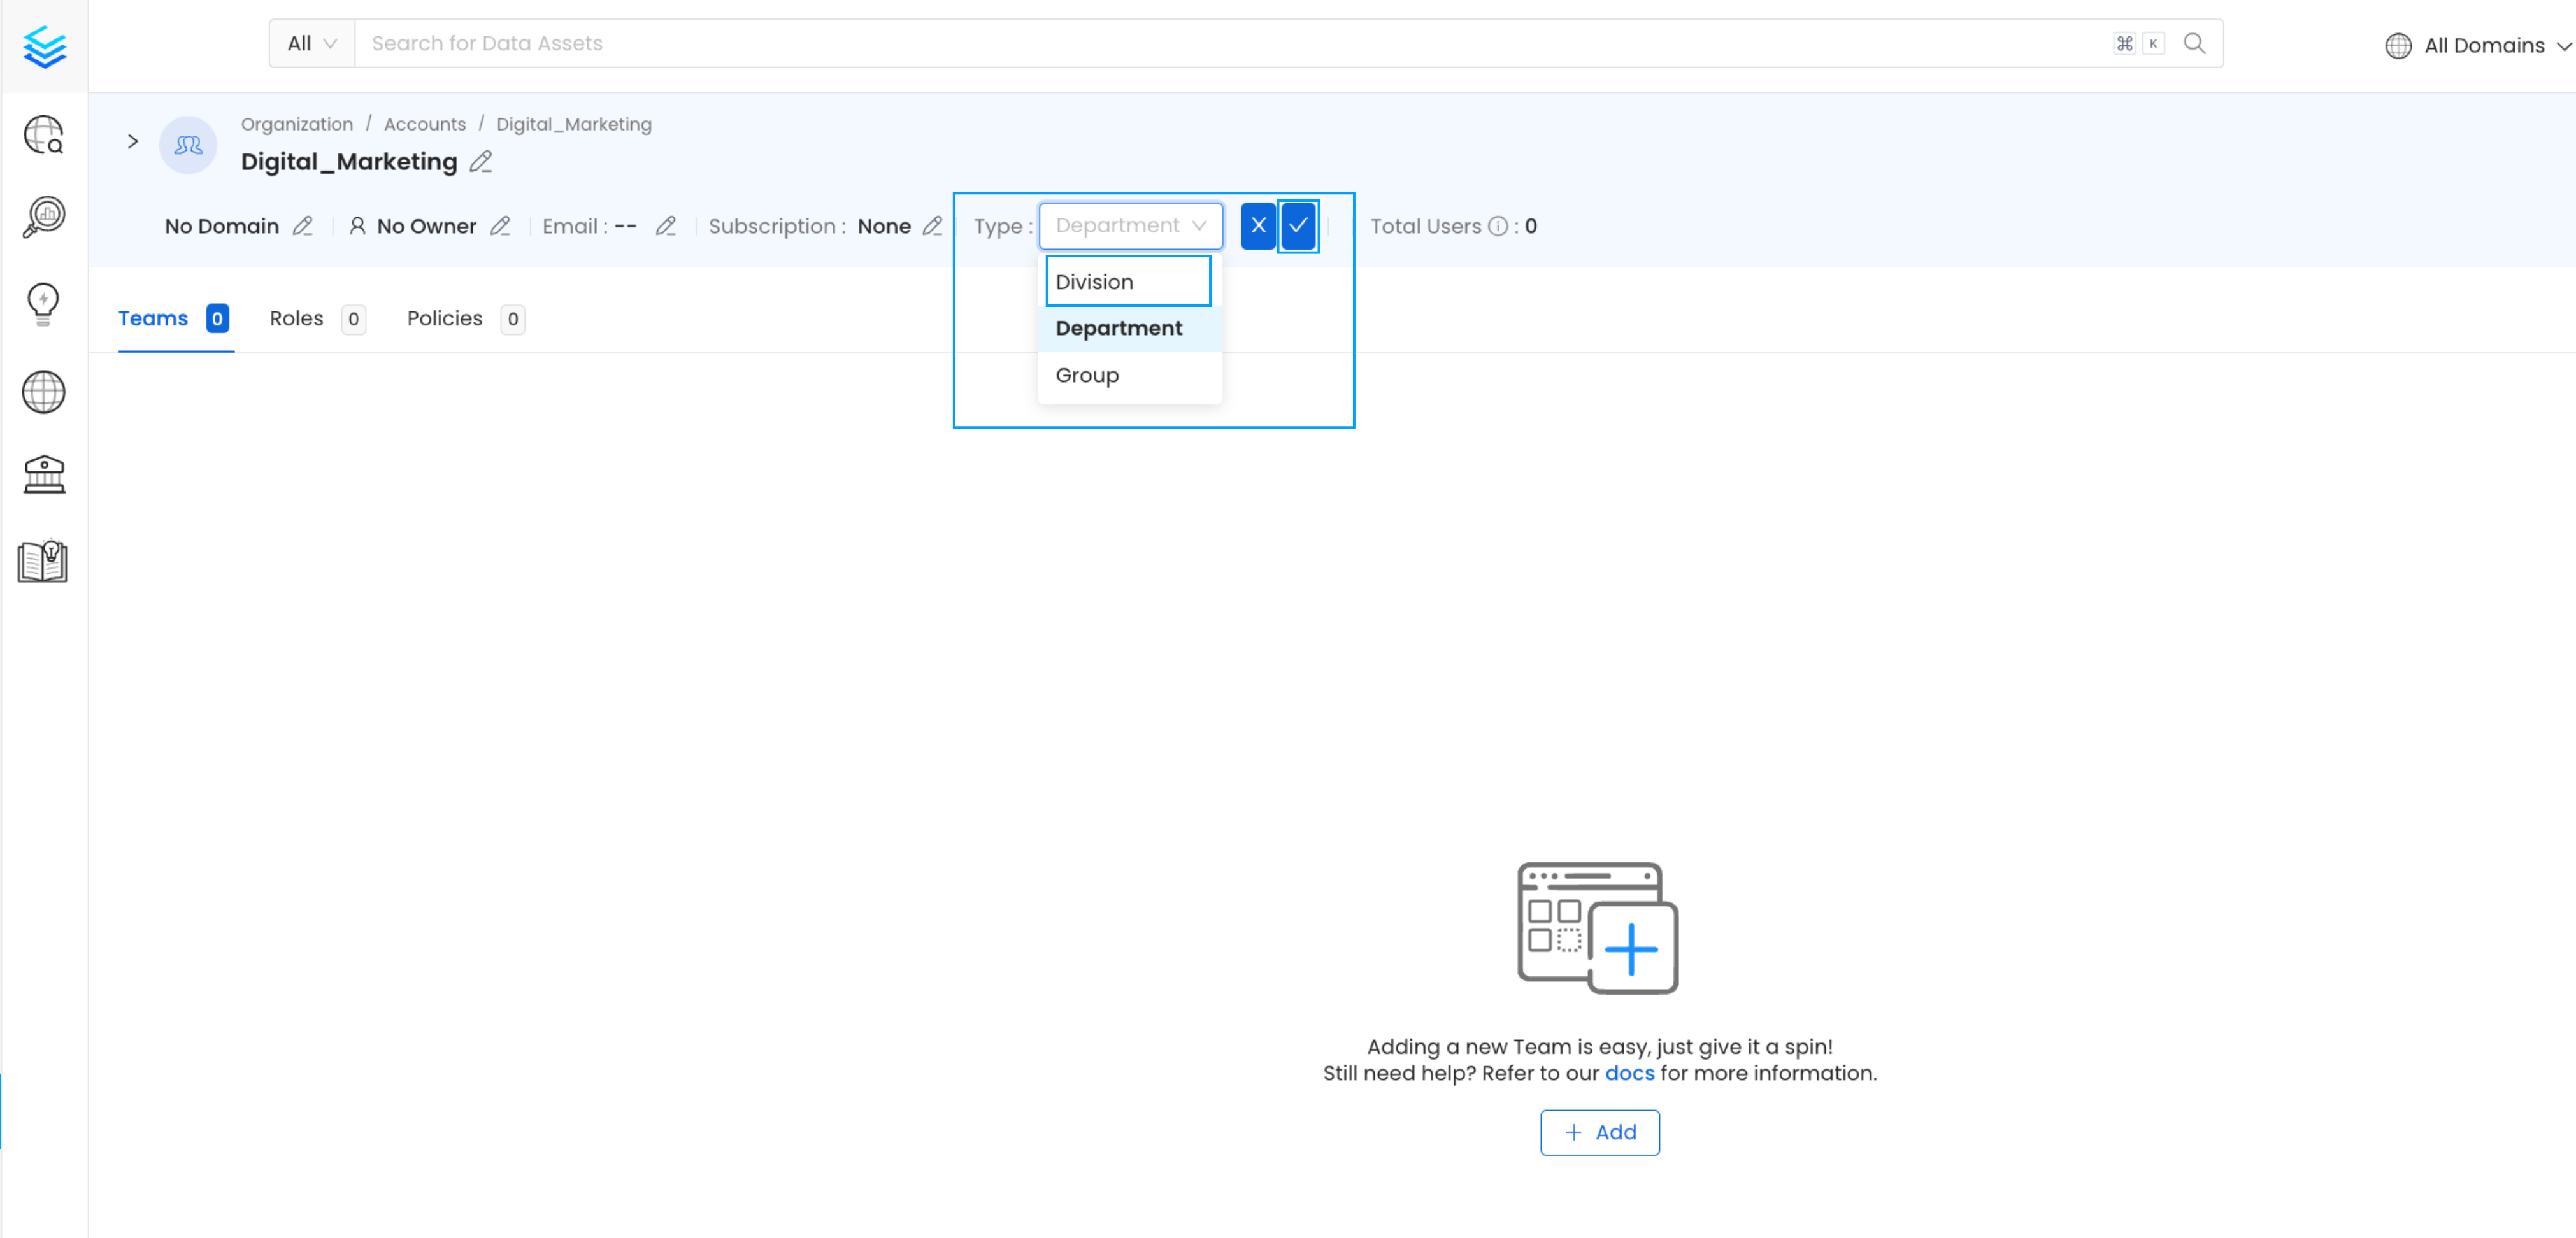 All Search for Data Assets ⌘ K All Domains
Organization / Accounts / Digital_Marketing
Digital_Marketing
No Domain No Owner Email : -- Subscription : None Type : Department Total Users : 0
Division
Department
Group
Teams 0 Roles 0 Policies 0
Adding a new Team is easy, just give it a spin!
Still need help? Refer to our docs for more information.
+ Add